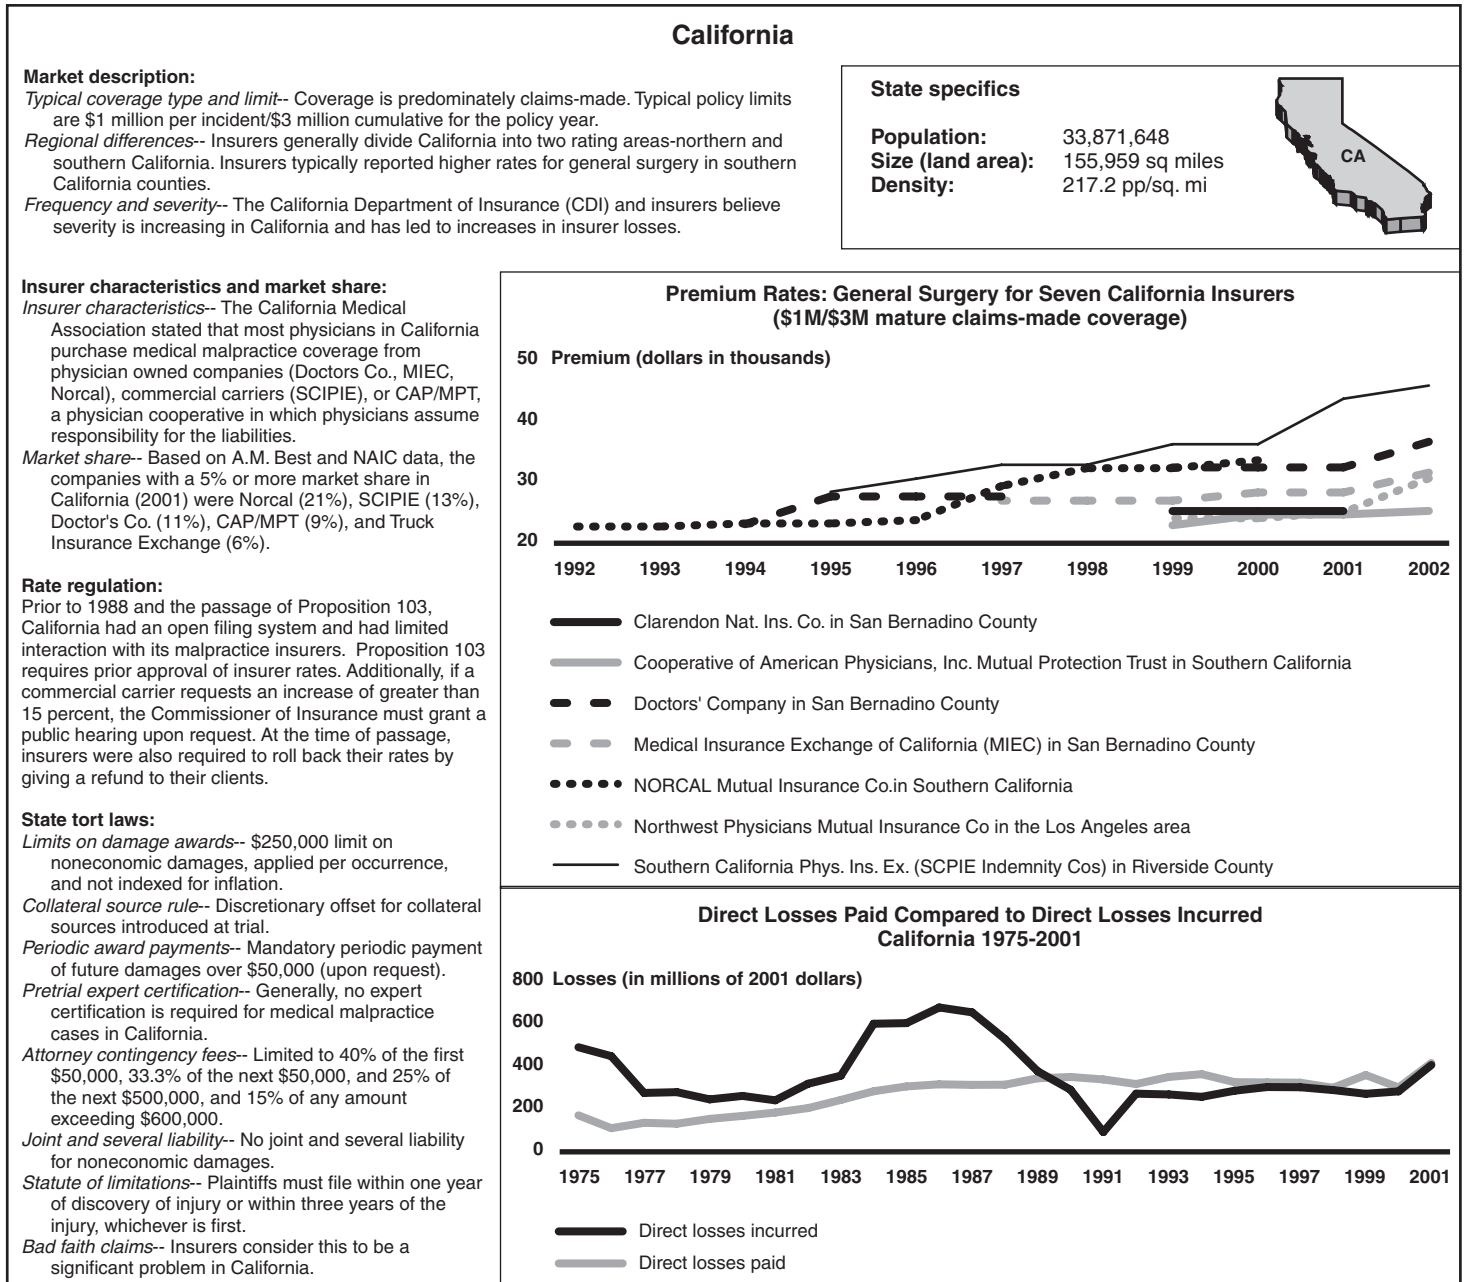 California
Market description:
Typical coverage type and limit-- Coverage is predominately claims-made. Typical policy limits
are $1 million per incident/$3 million cumulative for the policy year.
Regional differences-- Insurers generally divide California into two rating areas-northern and
southern California. Insurers typically reported higher rates for general surgery in southern
California counties.
Frequency and severity-- The California Department of Insurance (CDI) and insurers believe
severity is increasing in California and has led to increases in insurer losses.
State specifics
Population: 33,871,648
Size (land area): 155,959 sq miles
Density: 217.2 pp/sq. mi
CA
Insurer characteristics and market share:
Insurer characteristics-- The California Medical
Association stated that most physicians in California
purchase medical malpractice coverage from
physician owned companies (Doctors Co., MIEC,
Norcal), commercial carriers (SCIPIE), or CAP/MPT,
a physician cooperative in which physicians assume
responsibility for the liabilities.
Market share-- Based on A.M. Best and NAIC data, the
companies with a 5% or more market share in
California (2001) were Norcal (21%), SCIPIE (13%),
Doctor's Co. (11%), CAP/MPT (9%), and Truck
Insurance Exchange (6%).
Rate regulation:
Prior to 1988 and the passage of Proposition 103,
California had an open filing system and had limited
interaction with its malpractice insurers. Proposition 103
requires prior approval of insurer rates. Additionally, if a
commercial carrier requests an increase of greater than
15 percent, the Commissioner of Insurance must grant a
public hearing upon request. At the time of passage,
insurers were also required to roll back their rates by
giving a refund to their clients.
State tort laws:
Limits on damage awards-- $250,000 limit on
noneconomic damages, applied per occurrence,
and not indexed for inflation.
Collateral source rule-- Discretionary offset for collateral
sources introduced at trial.
Periodic award payments-- Mandatory periodic payment
of future damages over $50,000 (upon request).
Pretrial expert certification-- Generally, no expert
certification is required for medical malpractice
cases in California.
Attorney contingency fees-- Limited to 40% of the first
$50,000, 33.3% of the next $50,000, and 25% of
the next $500,000, and 15% of any amount
exceeding $600,000.
Joint and several liability-- No joint and several liability
for noneconomic damages.
Statute of limitations-- Plaintiffs must file within one year
of discovery of injury or within three years of the
injury, whichever is first.
Bad faith claims-- Insurers consider this to be a
significant problem in California.
Premium Rates: General Surgery for Seven California Insurers
($1M/$3M mature claims-made coverage)
50 Premium (dollars in thousands)
40
30
20
1992 1993 1994 1995 1996 1997 1998 1999 2000 2001 2002
Clarendon Nat. Ins. Co. in San Bernadino County
Cooperative of American Physicians, Inc. Mutual Protection Trust in Southern California
Doctors' Company in San Bernadino County
Medical Insurance Exchange of California (MIEC) in San Bernadino County
NORCAL Mutual Insurance Co.in Southern California
Northwest Physicians Mutual Insurance Co in the Los Angeles area
Southern California Phys. Ins. Ex. (SCPIE Indemnity Cos) in Riverside County
Direct Losses Paid Compared to Direct Losses Incurred
California 1975-2001
800 Losses (in millions of 2001 dollars)
600
400
200
0
1975 1977 1979 1981 1983 1985 1987 1989 1991 1993 1995 1997 1999 2001
Direct losses incurred
Direct losses paid